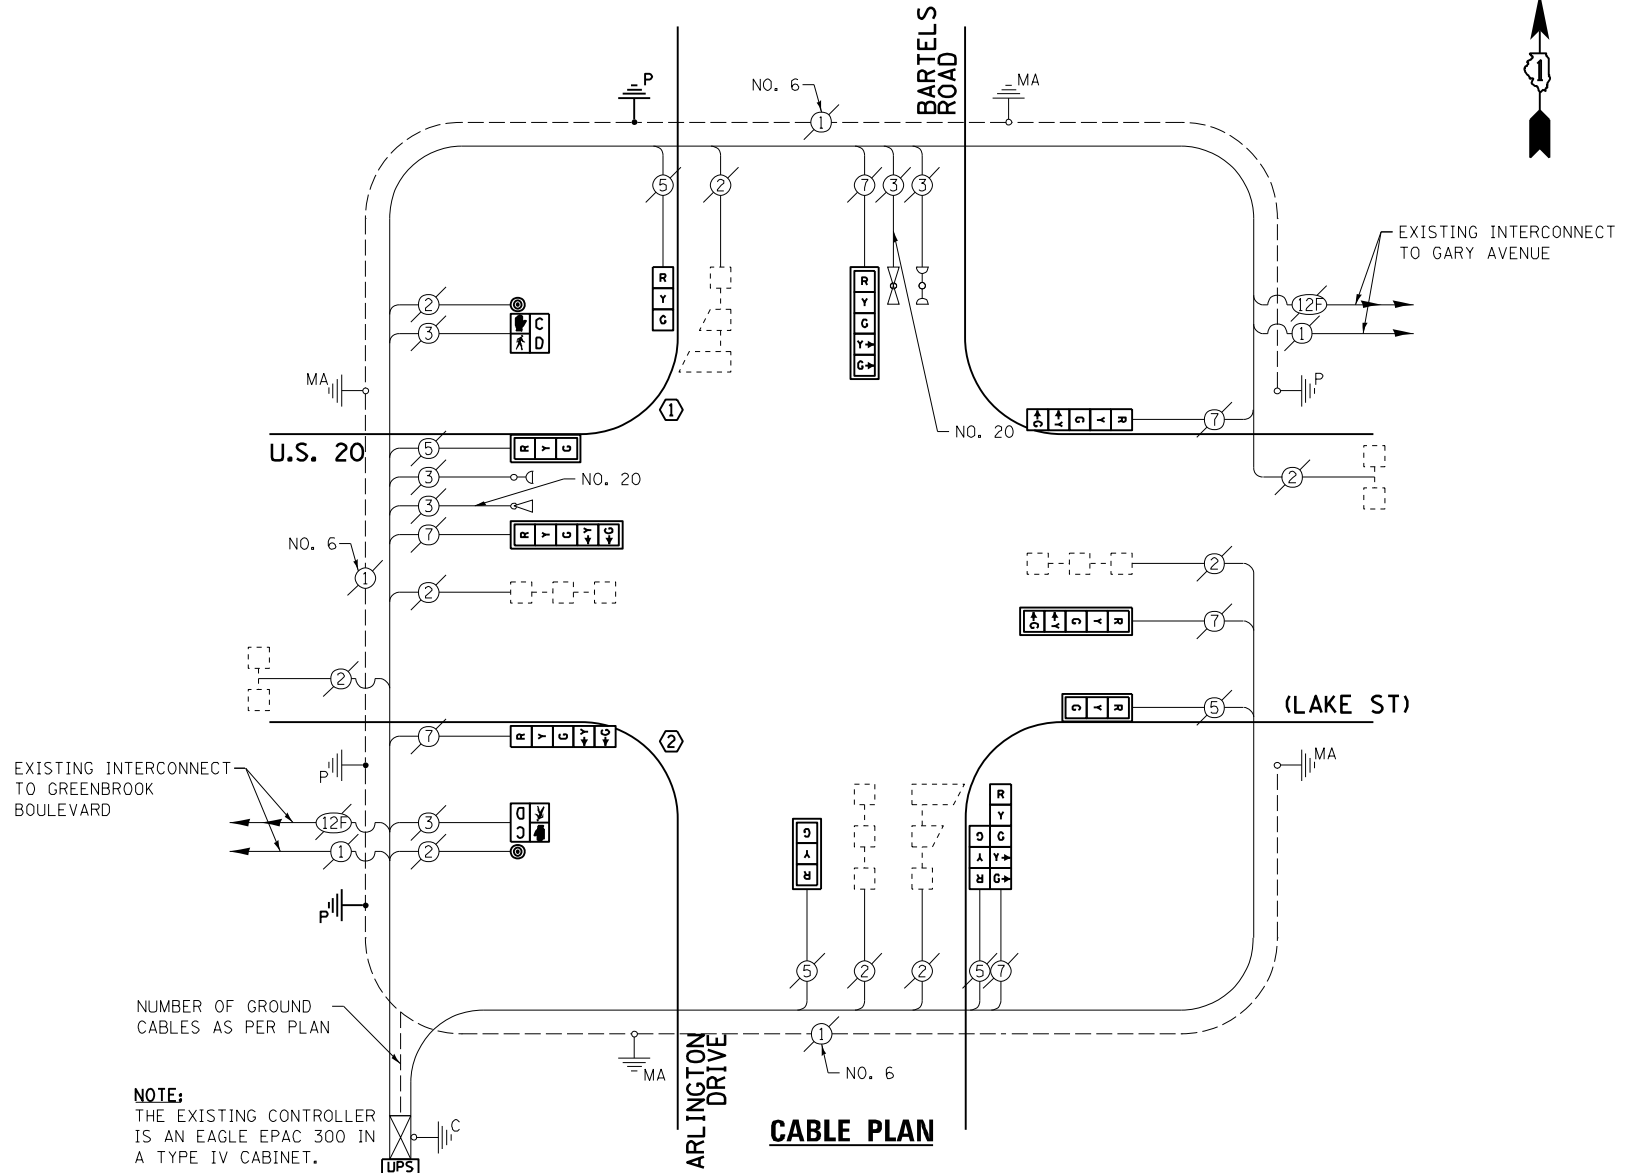 BARTELS
ROAD
P
NO. 6
1
MA
1
5
2
7
3
3
EXISTING INTERCONNECT
TO GARY AVENUE
R
Y
G
R
Y
G
Y
G
2
3
C
D
12F
1
MA
P
1
NO. 20
G Y G Y R
7
U.S. 20
5
R Y G
3
NO. 20
3
2
7
R Y G Y G
NO. 6
1
2
2
G Y G Y R
7
2
G Y R
5
(LAKE ST)
7
R Y G Y G
2
P
MA
EXISTING INTERCONNECT
TO GREENBROOK
BOULEVARD
12F
3
D
C
1
2
G
Y
R
R
Y
G
Y
G
G
Y
R
P
5
2
2
5
7
NUMBER OF GROUND
CABLES AS PER PLAN
1
NO. 6
MA
ARLINGTON
DRIVE
NOTE:
THE EXISTING CONTROLLER
IS AN EAGLE EPAC 300 IN
A TYPE IV CABINET.
C
UPS
CABLE PLAN